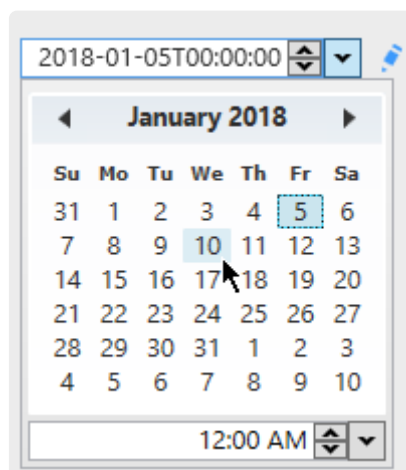 2018-01-05T00:00:00
January 2018
Su Mo Tu We Th Fr Sa
31 1 2 3 4 5 6
7 8 9 10 11 12 13
14 15 16 17 18 19 20
21 22 23 24 25 26 27
28 29 30 31 1 2 3
4 5 6 7 8 9 10
12:00 AM